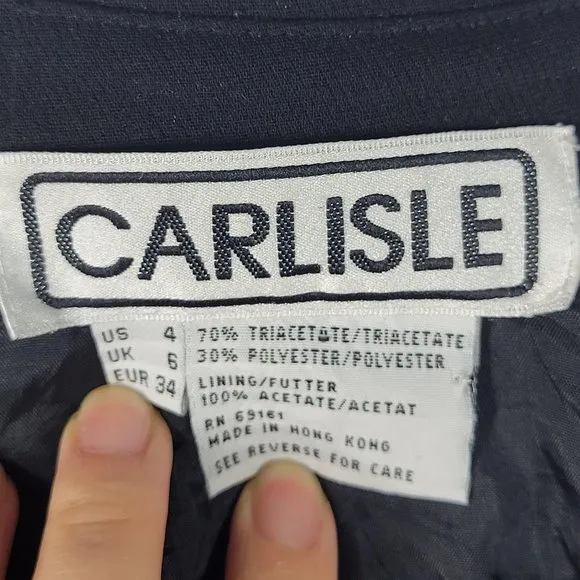 CARLISLE
US 4
UK 6
EUR 34
70% TRIACETATE/TRIACETATE
30% POLYESTER/POLYESTER
LINING/FUTTER
100% ACETATE/ACETAT
RN 69161
MADE IN HONG KONG
SEE REVERSE FOR CARE